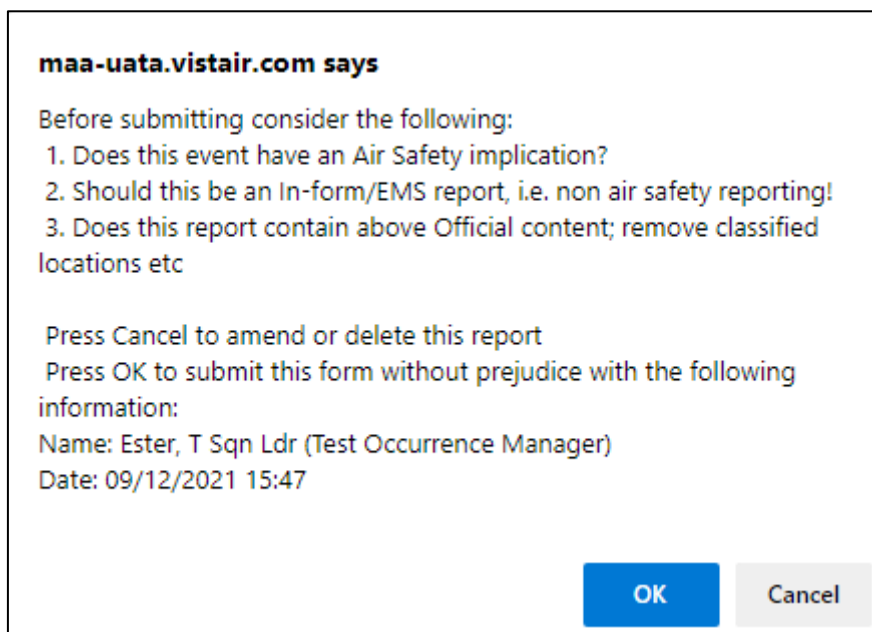 maa-uata.vistair.com says
Before submitting consider the following:
1. Does this event have an Air Safety implication?
2. Should this be an In-form/EMS report, i.e. non air safety reporting!
3. Does this report contain above Official content; remove classified
locations etc
Press Cancel to amend or delete this report
Press OK to submit this form without prejudice with the following
information:
Name: Ester, T Sqn Ldr (Test Occurrence Manager)
Date: 09/12/2021 15:47
OK Cancel